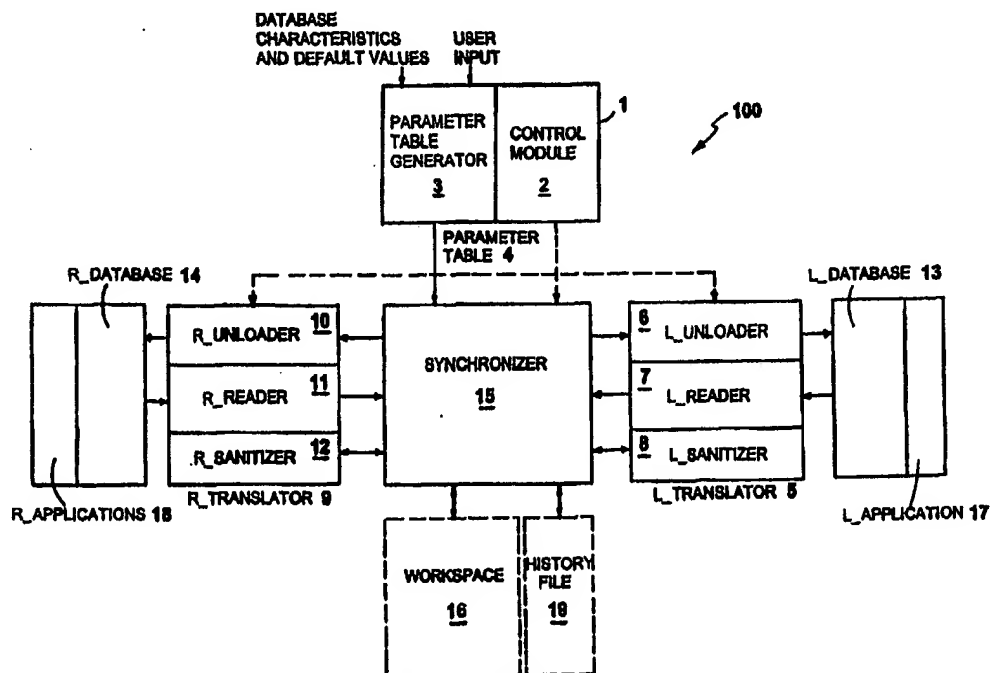 DATABASE
CHARACTERISTICS
AND DEFAULT VALUES
USER
INPUT
1
100
PARAMETER
TABLE
GENERATOR
3
CONTROL
MODULE
2
PARAMETER
TABLE 4
R_DATABASE 14
L_DATABASE 13
R_UNLOADER 10
R_READER 11
R_SANITIZER 12
SYNCHRONIZER
15
6 L_UNLOADER
7 L_READER
8 L_SANITIZER
R_TRANSLATOR 9
L_TRANSLATOR 5
R_APPLICATIONS 18
L_APPLICATION 17
WORKSPACE
16
HISTORY
FILE
19